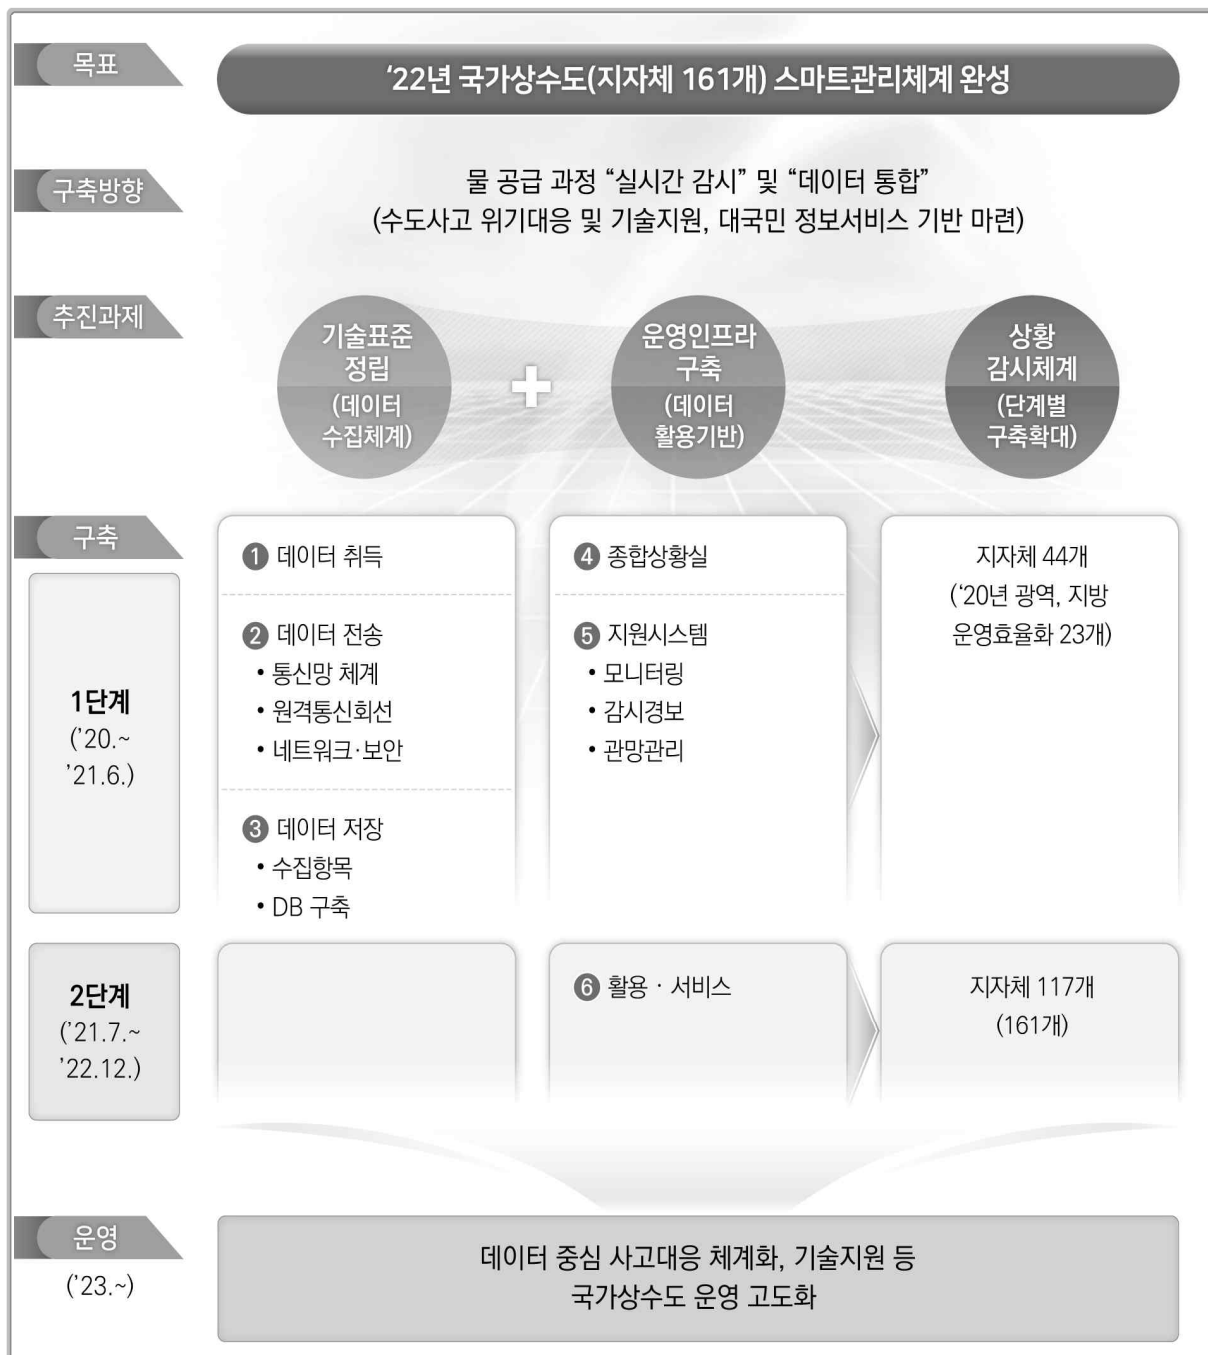 목표
‘22년 국가상수도(지자체 161개) 스마트관리체계 완성
구축방향
물 공급 과정 “실시간 감시” 및 “데이터 통합”
(수도사고 위기대응 및 기술지원, 대국민 정보서비스 기반 마련)
추진과제
기술표준
정립
(데이터
수집체계)
운영인프라
구축
(데이터
활용기반)
상황
감시체계
(단계별
구축확대)
구축
1단계
(’20.~
’21.6.)
❶ 데이터 취득
❷ 데이터 전송
• 통신망 체계
• 원격통신회선
• 네트워크·보안
❸ 데이터 저장
• 수집항목
• DB 구축
❹ 종합상황실
❺ 지원시스템
• 모니터링
• 감시경보
• 관망관리
지자체 44개
(‘20년 광역, 지방
운영효율화 23개)
2단계
(’21.7.~
’22.12.)
❻ 활용 · 서비스
지자체 117개
(161개)
운영
(’23.~)
데이터 중심 사고대응 체계화, 기술지원 등
국가상수도 운영 고도화